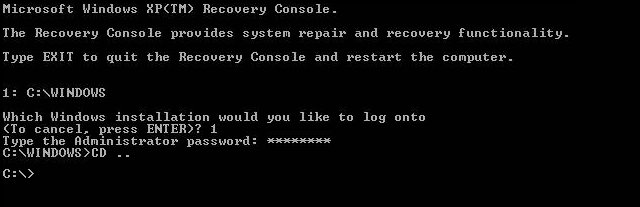 Microsoft Windows XP(TM) Recovery Console.
The Recovery Console provides system repair and recovery functionality.
Type EXIT to quit the Recovery Console and restart the computer.
1: C:\WINDOWS
Which Windows installation would you like to log onto
(To cancel, press ENTER)? 1
Type the Administrator password: ********
C:\WINDOWS>CD ..
C:\>